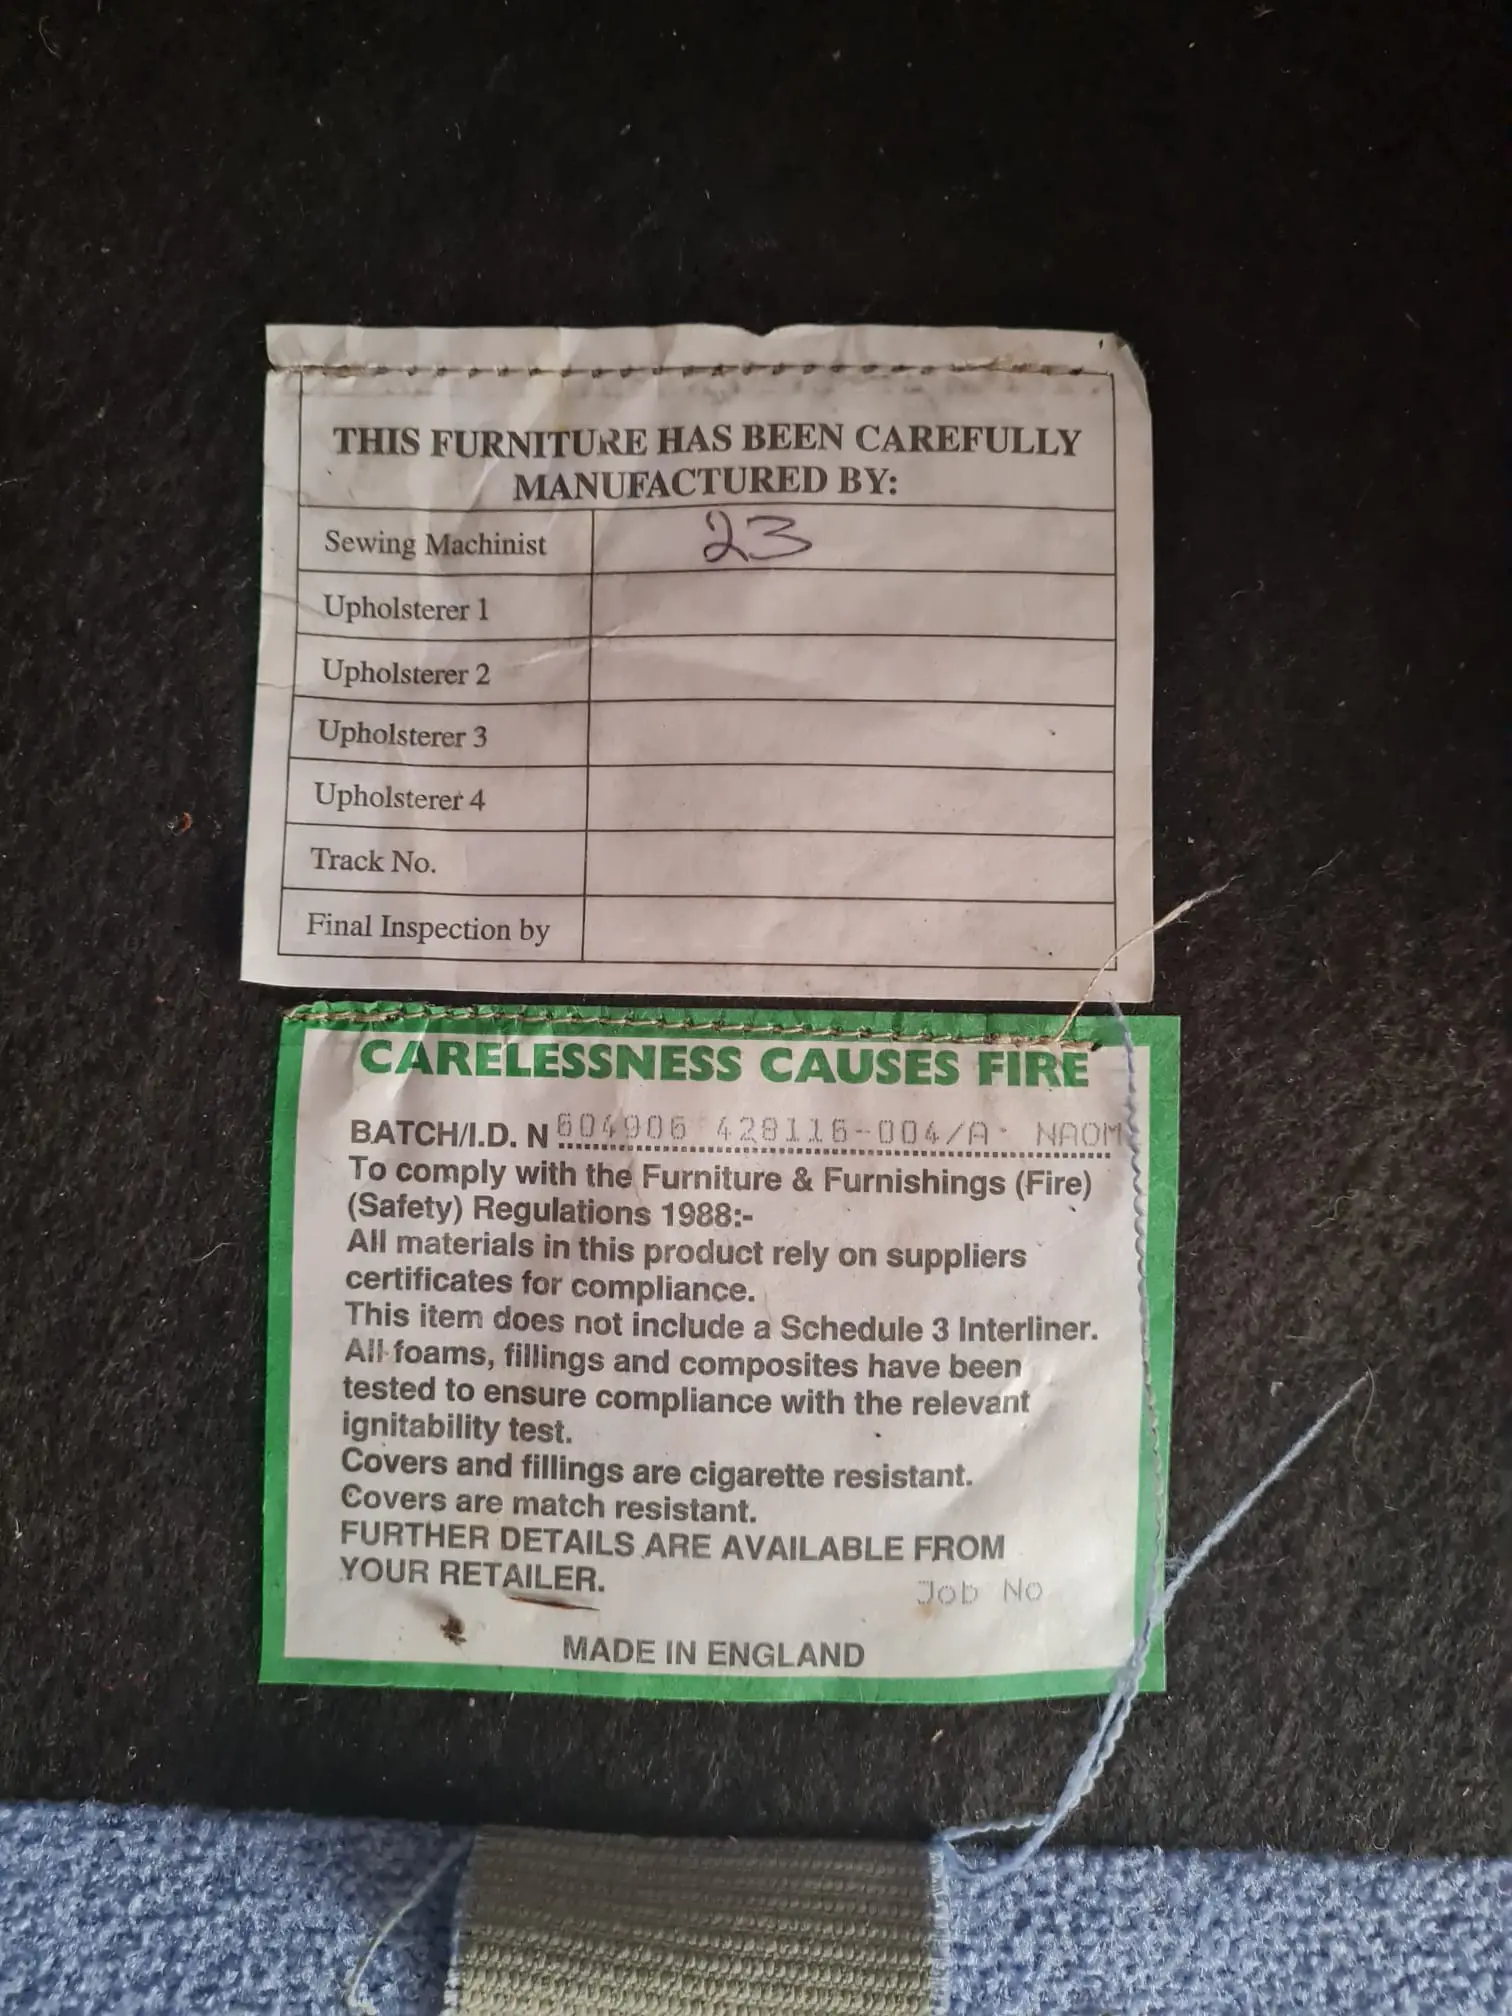 THIS FURNITURE HAS BEEN CAREFULLY
MANUFACTURED BY:
Sewing Machinist 23
Upholsterer 1
Upholsterer 2
Upholsterer 3
Upholsterer 4
Track No.
Final Inspection by
CARELESSNESS CAUSES FIRE
BATCH/I.D. N 604906 428116-004/A NAOM
To comply with the Furniture & Furnishings (Fire)
(Safety) Regulations 1988:-
All materials in this product rely on suppliers
certificates for compliance.
This item does not include a Schedule 3 Interliner.
All foams, fillings and composites have been
tested to ensure compliance with the relevant
ignitability test.
Covers and fillings are cigarette resistant.
Covers are match resistant.
FURTHER DETAILS ARE AVAILABLE FROM
YOUR RETAILER.
Job No
MADE IN ENGLAND